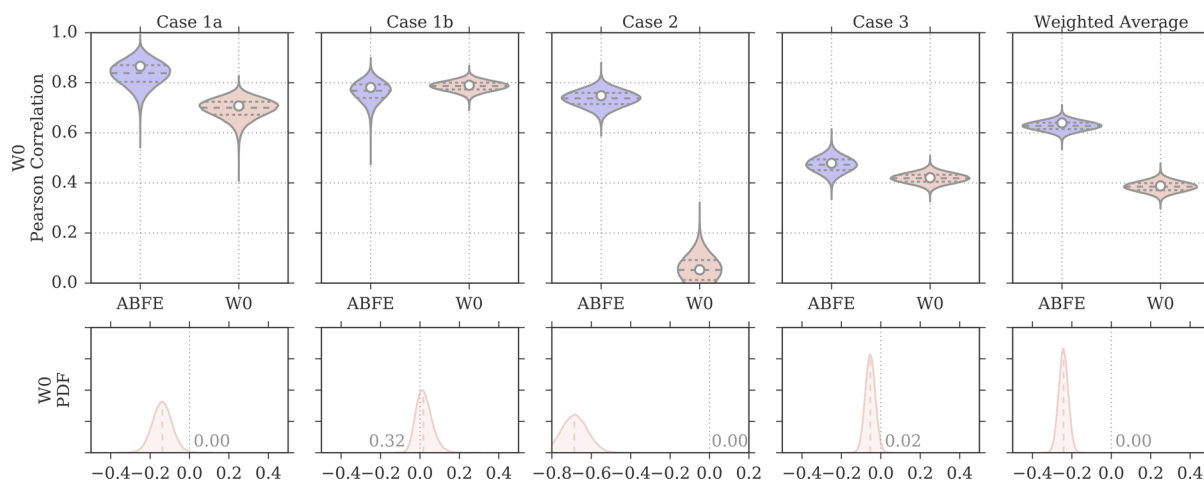 Case 1a Case 1b Case 2 Case 3 Weighted Average
W0
Pearson Correlation
1.0
0.8
0.6
0.4
0.2
0.0
ABFE W0 ABFE W0 ABFE W0 ABFE W0 ABFE W0
W0
PDF
0.00 0.32 0.00 0.02 0.00
−0.4 −0.2 0.0 0.2 0.4 −0.4 −0.2 0.0 0.2 0.4 −0.8 −0.6 −0.4 −0.2 0.0 0.2 −0.4 −0.2 0.0 0.2 0.4 −0.4 −0.2 0.0 0.2 0.4